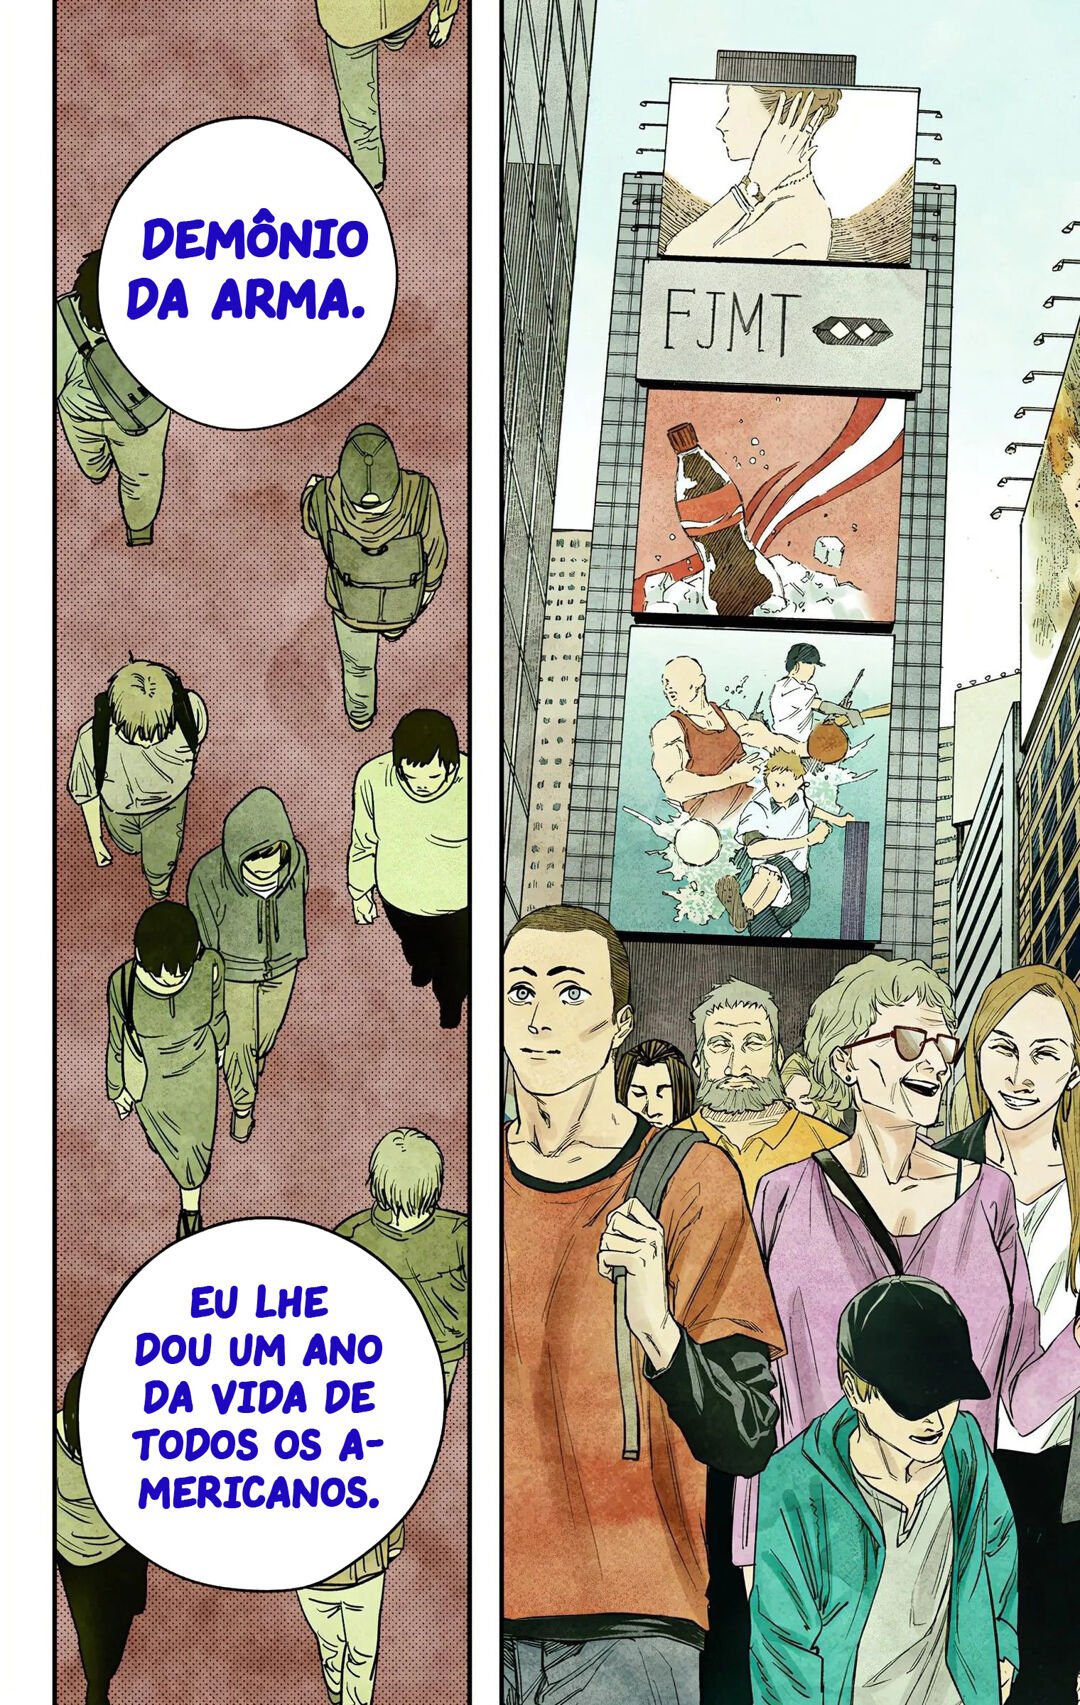 DEMÔNIO
DA ARMA.
FJMT
EU LHE
DOU UM ANO
DA VIDA DE
TODOS OS A-
MERICANOS.